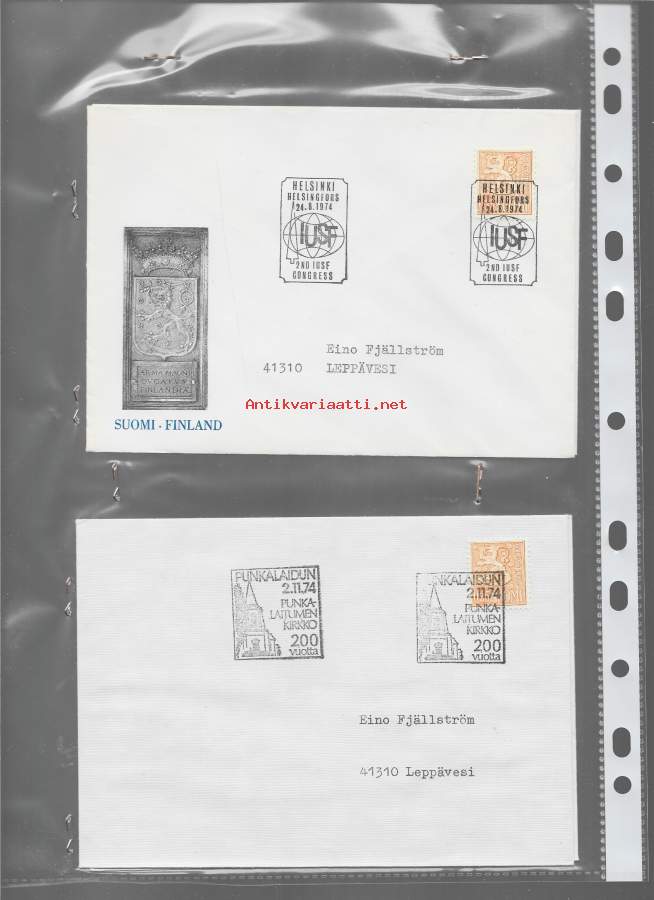 HELSINKI
HELSINGFORS
24.8.1974
IUSF
2ND IUSF
CONGRESS
HELSINKI
HELSINGFORS
24.8.1974
IUSF
2ND IUSF
CONGRESS
Eino Fjällström
41310 LEPPÄVESI
FINLANDIA
Antikvariaatti.net
SUOMI - FINLAND
PUNKALAIDUN
2.11.74
PUNKA-
LAITUMEN
KIRKKO
200
vuotta
NKALAIDUN
2.11.74
PUNKA-
LAITUMEN
KIRKKO
200
vuotta
Eino Fjällström
41310 Leppävesi